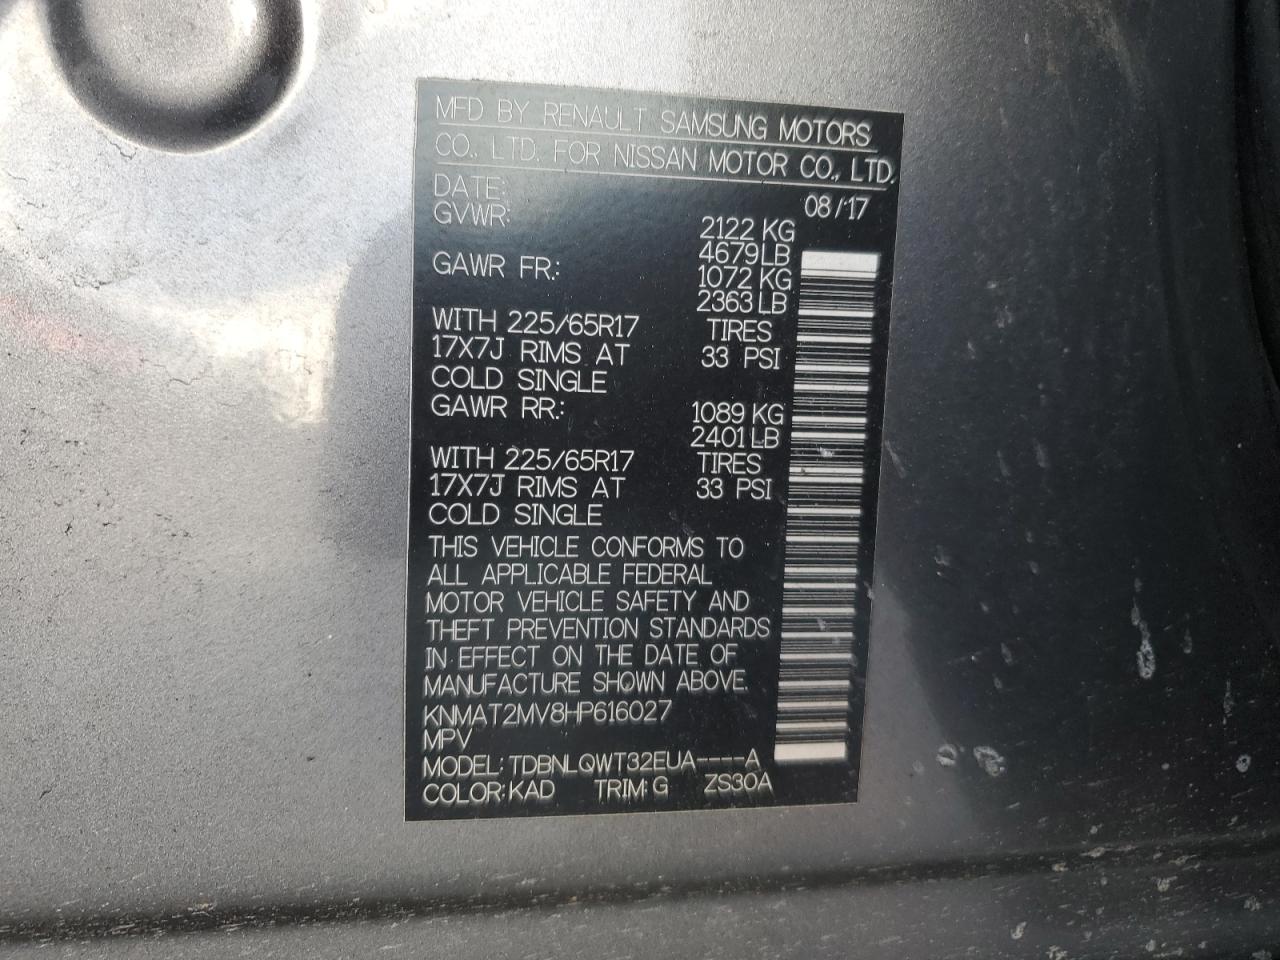 MFD BY RENAULT SAMSUNG MOTORS
CO., LTD. FOR NISSAN MOTOR CO., LTD.
DATE: 08/17
GVWR: 2122 KG
4679 LB
GAWR FR: 1072 KG
2363 LB
WITH 225/65R17 TIRES
17X7J RIMS AT 33 PSI
COLD SINGLE
GAWR RR: 1089 KG
2401 LB
WITH 225/65R17 TIRES
17X7J RIMS AT 33 PSI
COLD SINGLE
THIS VEHICLE CONFORMS TO
ALL APPLICABLE FEDERAL
MOTOR VEHICLE SAFETY AND
THEFT PREVENTION STANDARDS
IN EFFECT ON THE DATE OF
MANUFACTURE SHOWN ABOVE.
KNMAT2MV8HP616027
MPV
MODEL: TDBNLQWT32EUA----A
COLOR: KAD TRIM: G ZS30A